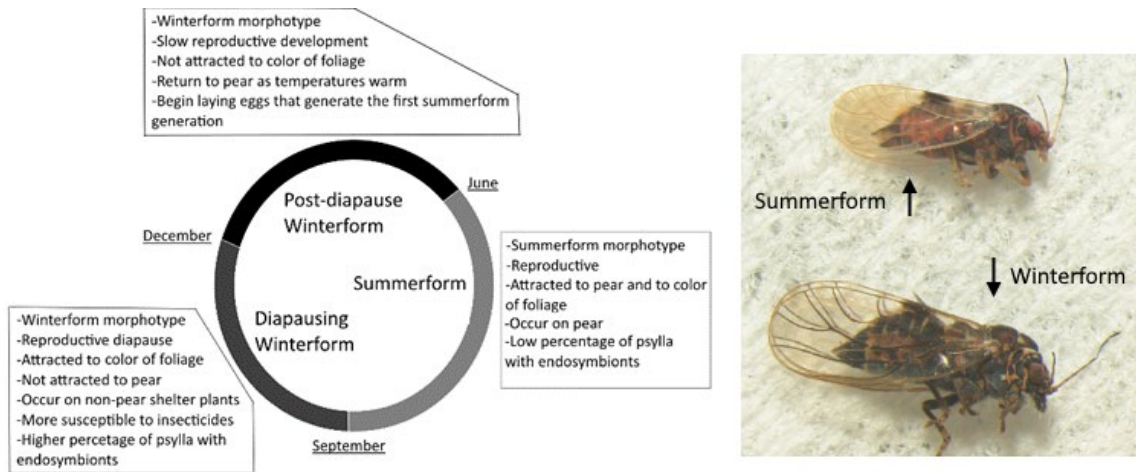 -Winterform morphotype
-Slow reproductive development
-Not attracted to color of foliage
-Return to pear as temperatures warm
-Begin laying eggs that generate the first summerform
generation
June
Post-diapause
Winterform
December
Summerform
-Summerform morphotype
-Reproductive
-Attracted to pear and to color
of foliage
-Occur on pear
-Low percentage of psylla
with endosymbionts
Diapausing
Winterform
-Winterform morphotype
-Reproductive diapause
-Attracted to color of foliage
-Not attracted to pear
-Occur on non-pear shelter plants
-More susceptible to insecticides
-Higher percetage of psylla with
endosymbionts
September
Summerform
Winterform